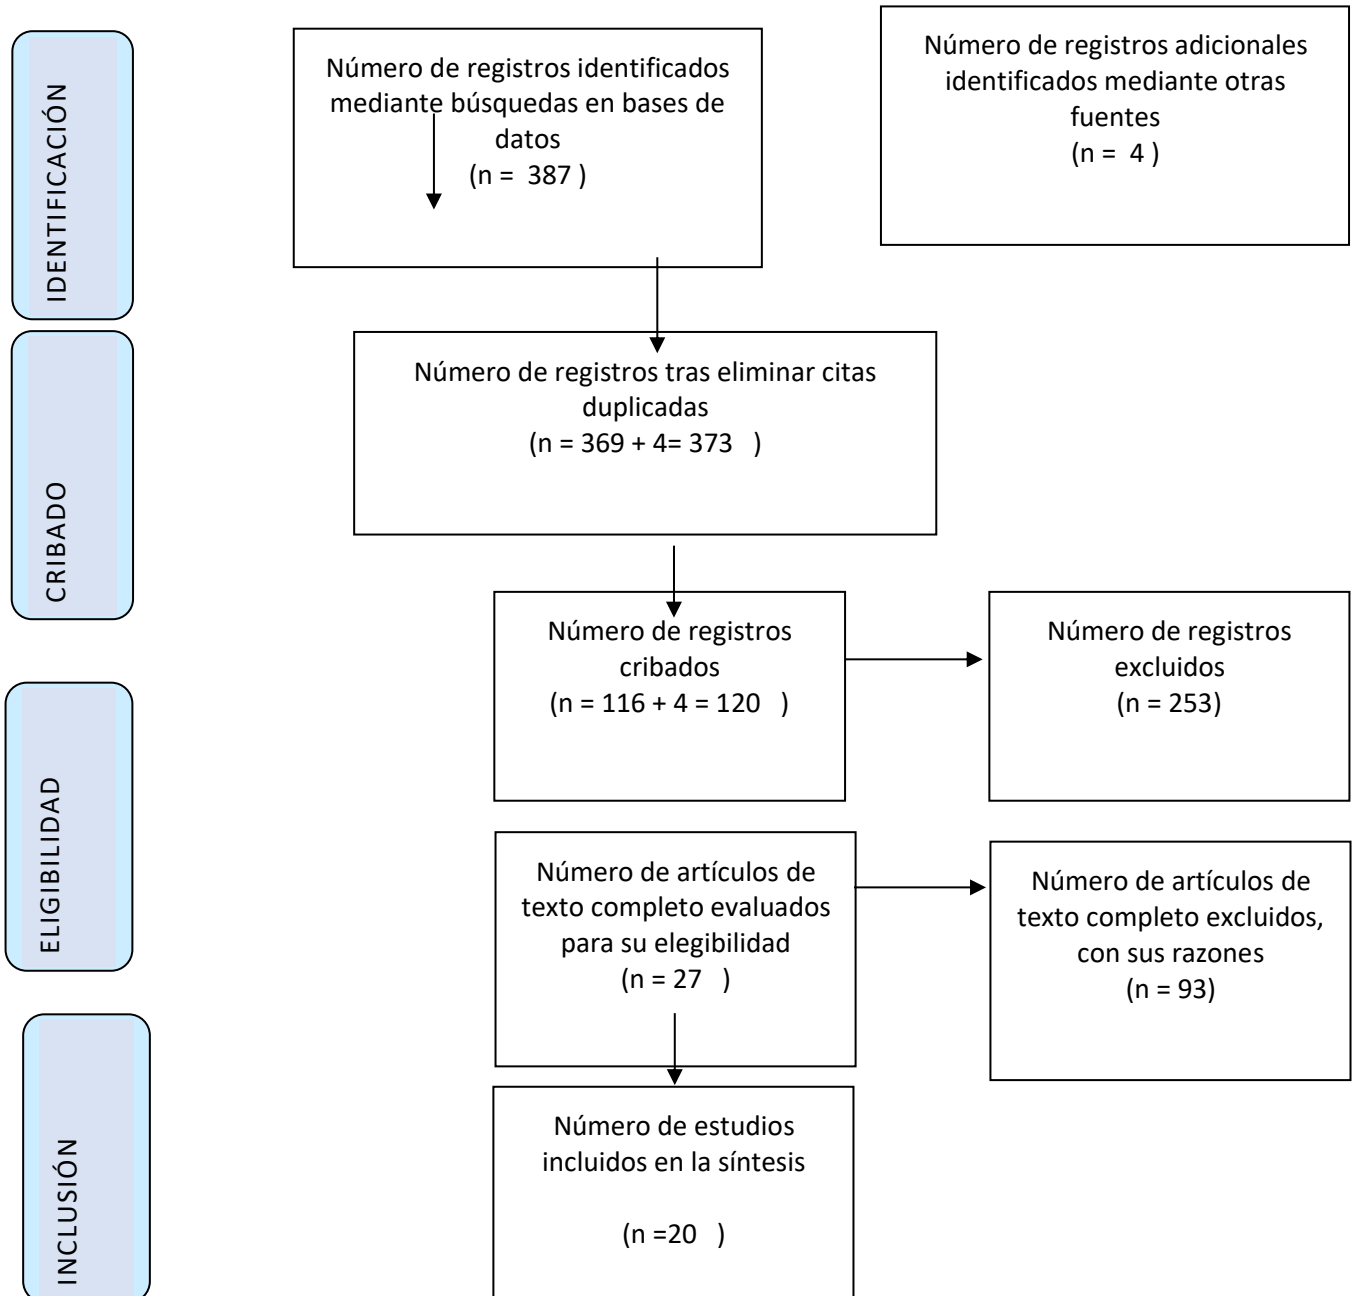 IDENTIFICACIÓN
Número de registros identificados
mediante búsquedas en bases de
datos
(n = 387 )
Número de registros adicionales
identificados mediante otras
fuentes
(n = 4 )
CRIBADO
Número de registros tras eliminar citas
duplicadas
(n = 369 + 4= 373 )
Número de registros
cribados
(n = 116 + 4 = 120 )
Número de registros
excluidos
(n = 253)
ELIGIBILIDAD
Número de artículos de
texto completo evaluados
para su elegibilidad
(n = 27 )
Número de artículos de
texto completo excluidos,
con sus razones
(n = 93)
INCLUSIÓN
Número de estudios
incluidos en la síntesis
(n =20 )